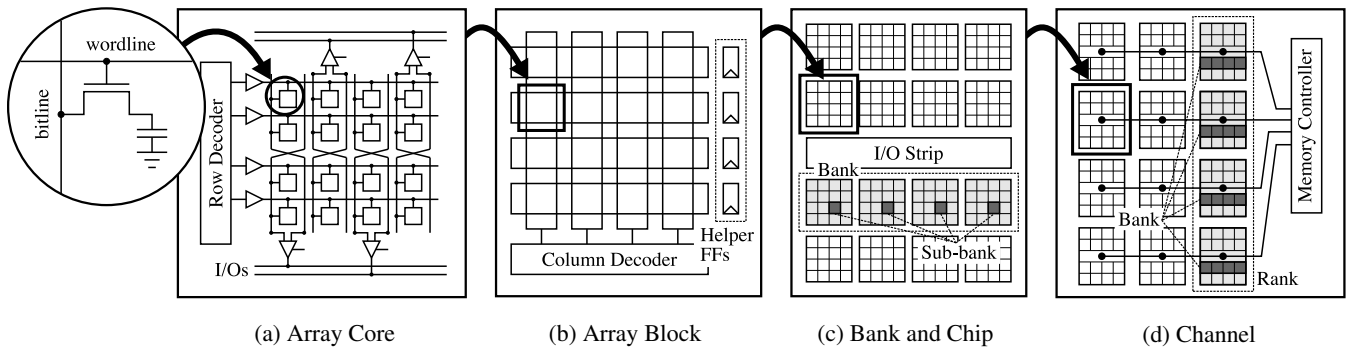 wordline
bitline
Row Decoder
I/Os
Column Decoder
Helper
FFs
I/O Strip
Bank
Sub-bank
Bank
Rank
Memory Controller
(a) Array Core
(b) Array Block
(c) Bank and Chip
(d) Channel